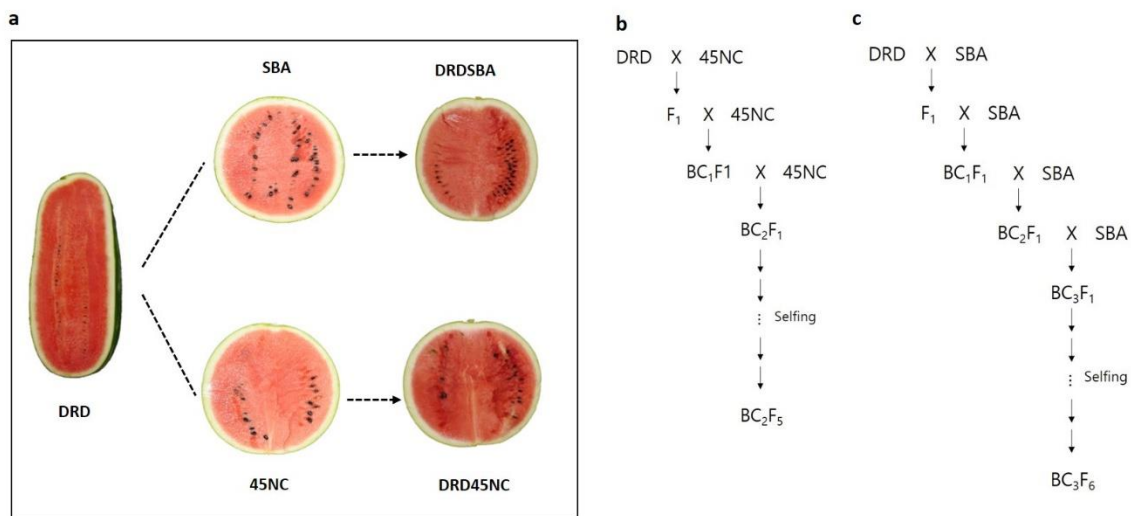 a
SBA
DRDSBA
DRD
45NC
DRD45NC
b
DRD X 45NC
F₁ X 45NC
BC₁F1 X 45NC
BC₂F₁
Selfing
BC₂F₅
c
DRD X SBA
F₁ X SBA
BC₁F₁ X SBA
BC₂F₁ X SBA
BC₃F₁
Selfing
BC₃F₆